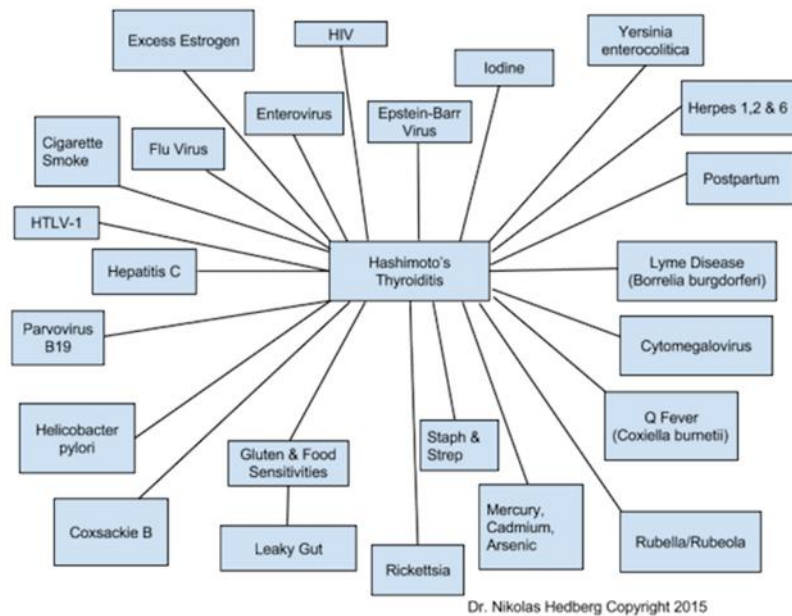 Excess Estrogen
HIV
Yersinia
enterocolitica
Iodine
Enterovirus
Epstein-Barr
Virus
Herpes 1,2 & 6
Cigarette
Smoke
Flu Virus
Postpartum
HTLV-1
Hepatitis C
Hashimoto's
Thyroiditis
Lyme Disease
(Borrelia burgdorferi)
Parvovirus
B19
Cytomegalovirus
Helicobacter
pylori
Gluten & Food
Sensitivities
Staph &
Strep
Q Fever
(Coxiella burnetii)
Coxsackie B
Leaky Gut
Rickettsia
Mercury,
Cadmium,
Arsenic
Rubella/Rubeola
Dr. Nikolas Hedberg Copyright 2015